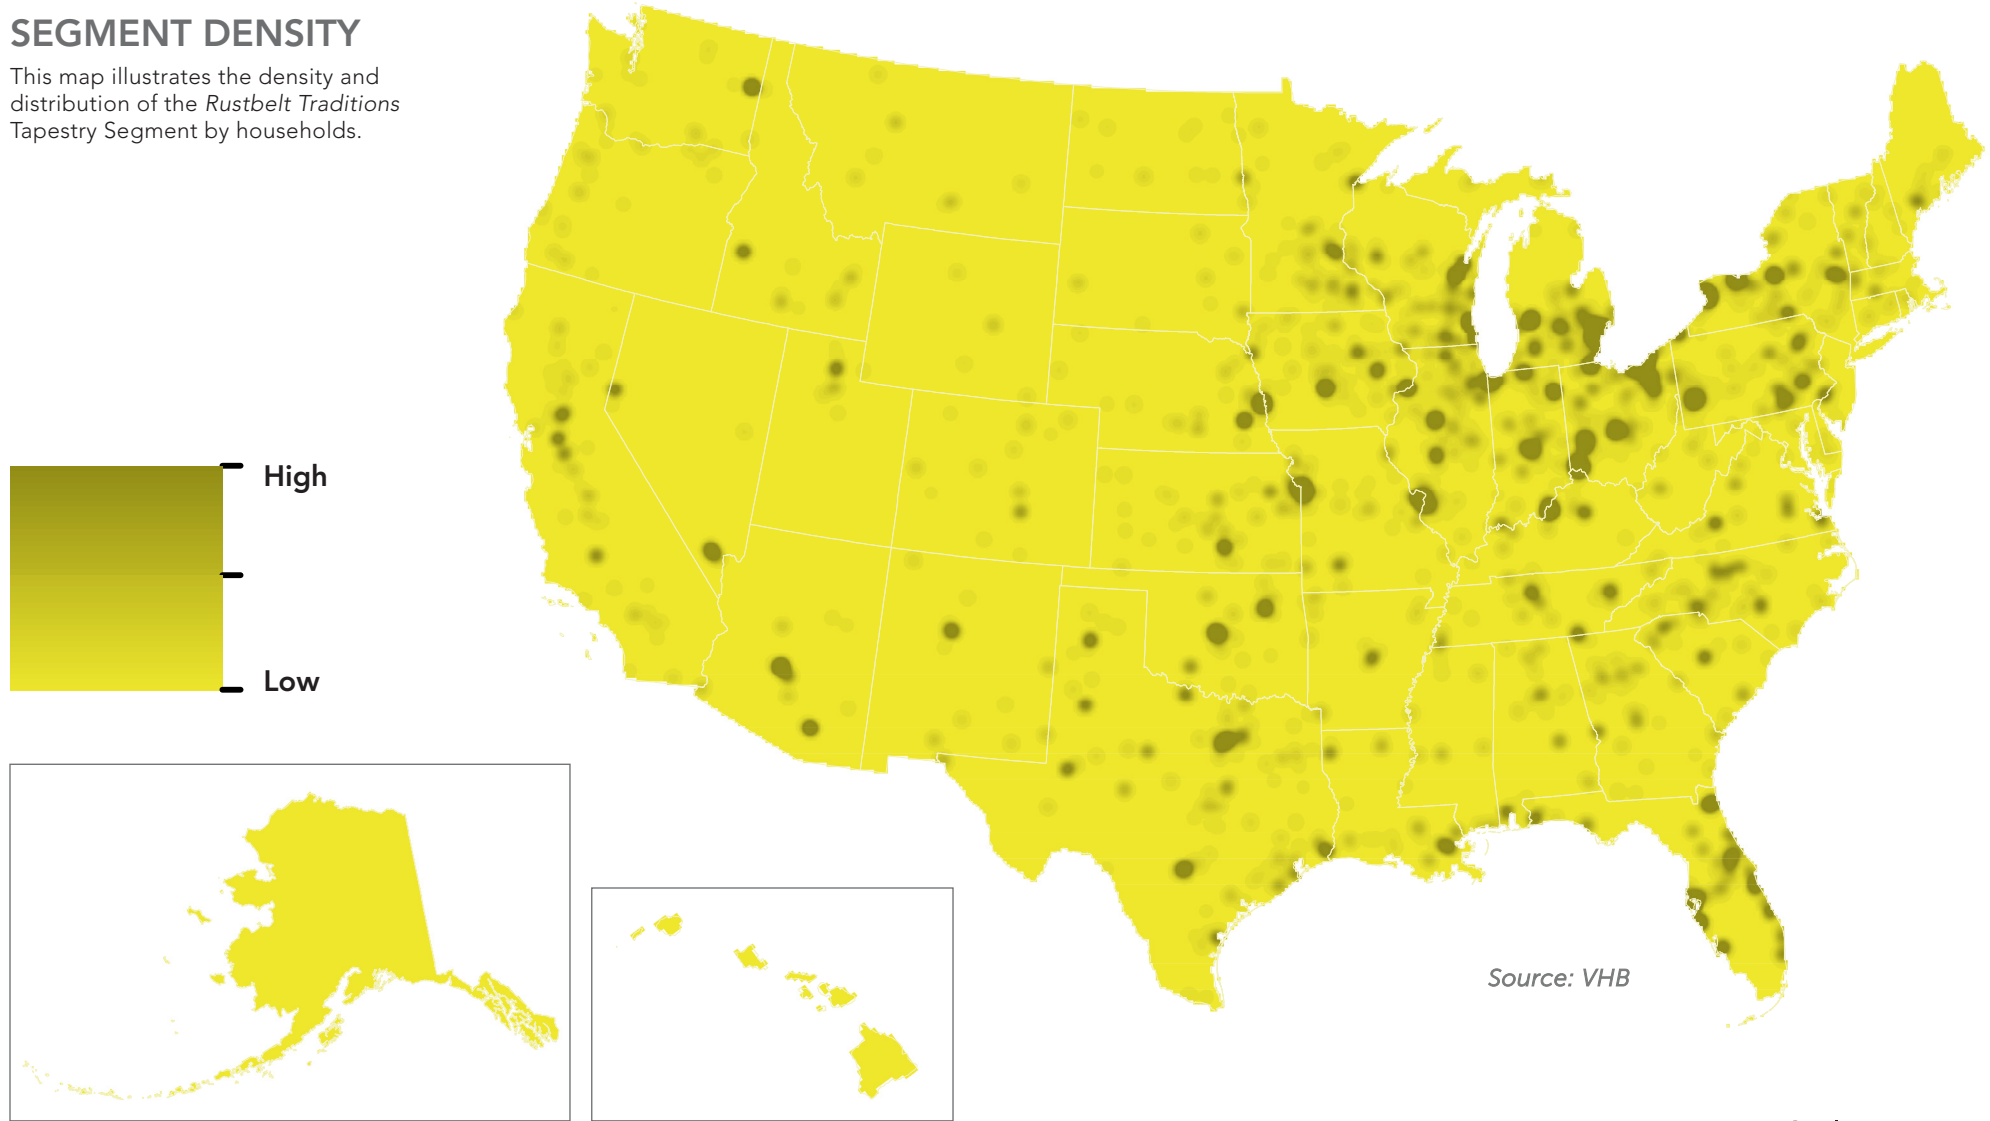 SEGMENT DENSITY
This map illustrates the density and
distribution of the Rustbelt Traditions
Tapestry Segment by households.
High
Low
Source: VHB